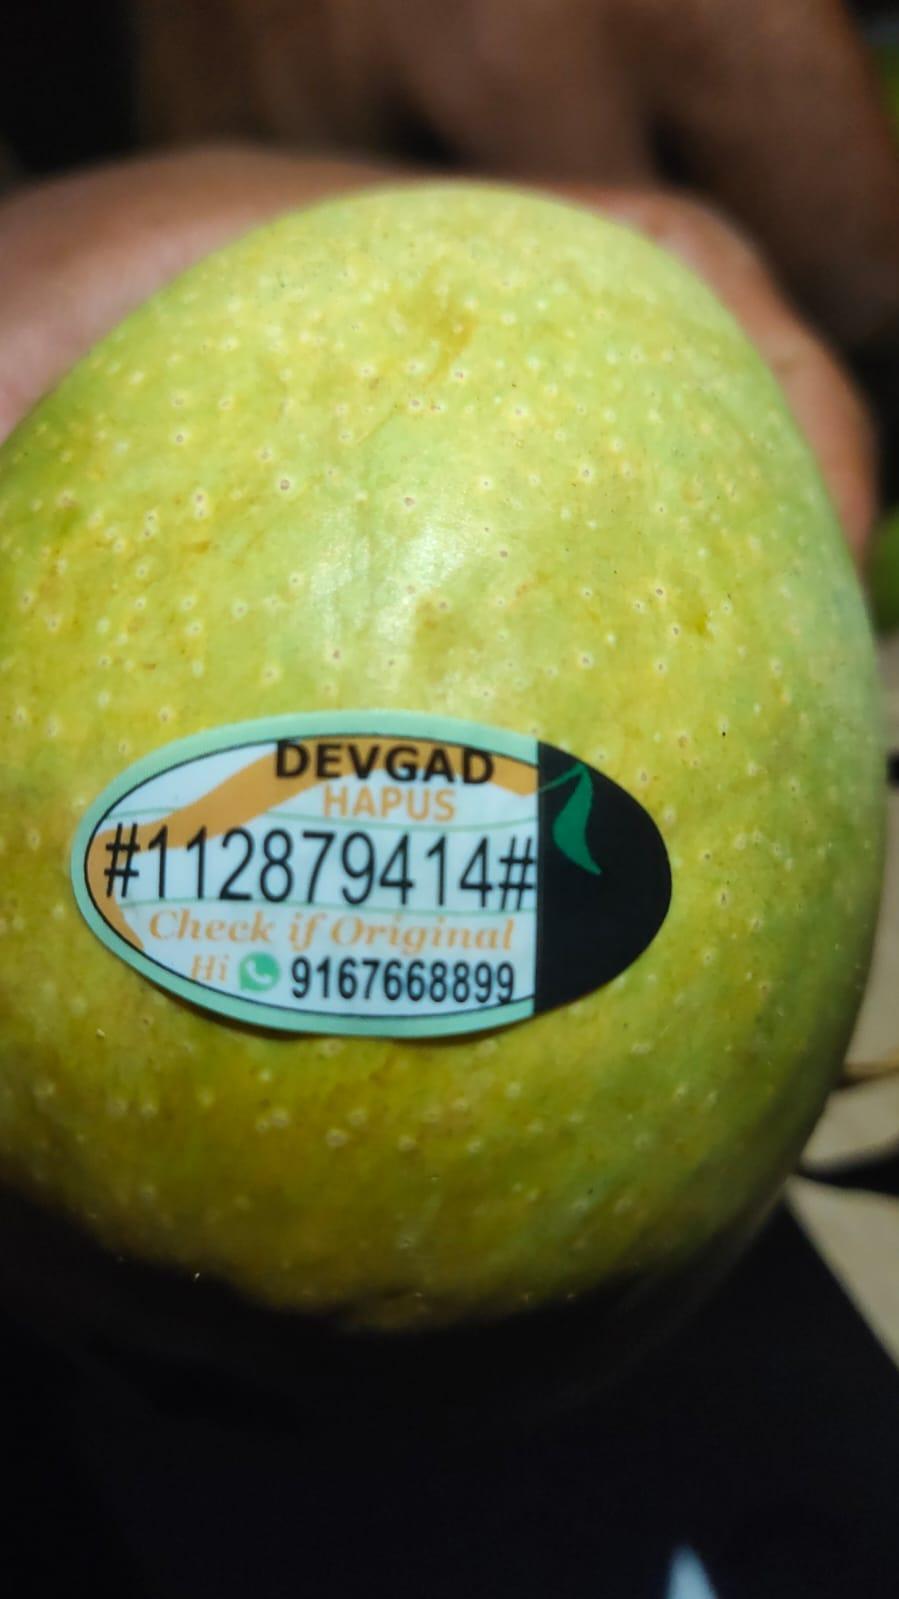 DEVGAD
HAPUS
#112879414#
Check if Original
Hi 9167668899